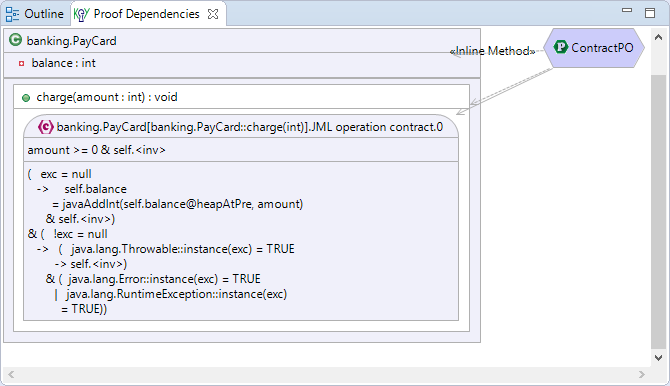 Outline
Proof Dependencies
banking.PayCard
balance : int
«Inline Method»
ContractPO
charge(amount : int) : void
banking.PayCard[banking.PayCard::charge(int)].JML operation contract.0
amount >= 0 & self.<inv>
(   exc = null
->     self.balance
= javaAddInt(self.balance@heapAtPre, amount)
& self.<inv>)
& (   !exc = null
->   (   java.lang.Throwable::instance(exc) = TRUE
-> self.<inv>)
& (  java.lang.Error::instance(exc) = TRUE
|   java.lang.RuntimeException::instance(exc)
= TRUE))